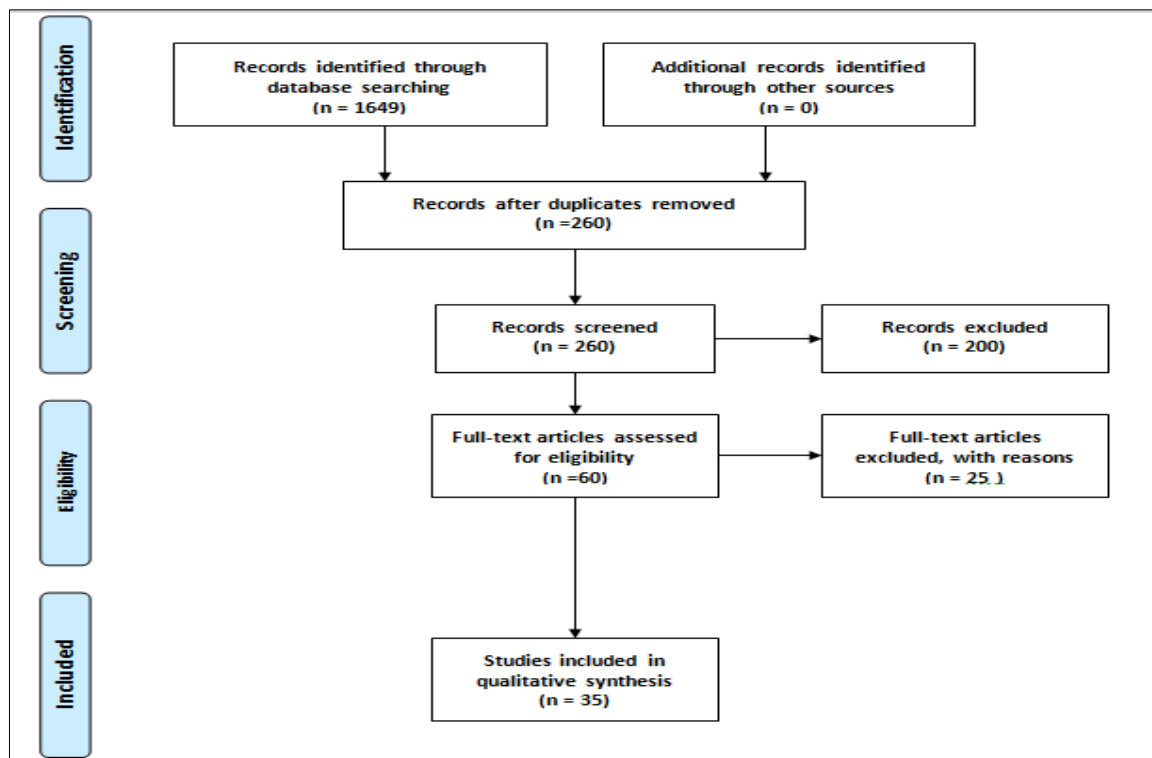 Identification
Records identified through
database searching
(n = 1649)
Additional records identified
through other sources
(n = 0)
Records after duplicates removed
(n =260)
Screening
Records screened
(n = 260)
Records excluded
(n = 200)
Eligibility
Full-text articles assessed
for eligibility
(n =60)
Full-text articles
excluded, with reasons
(n = 25 )
Included
Studies included in
qualitative synthesis
(n = 35)